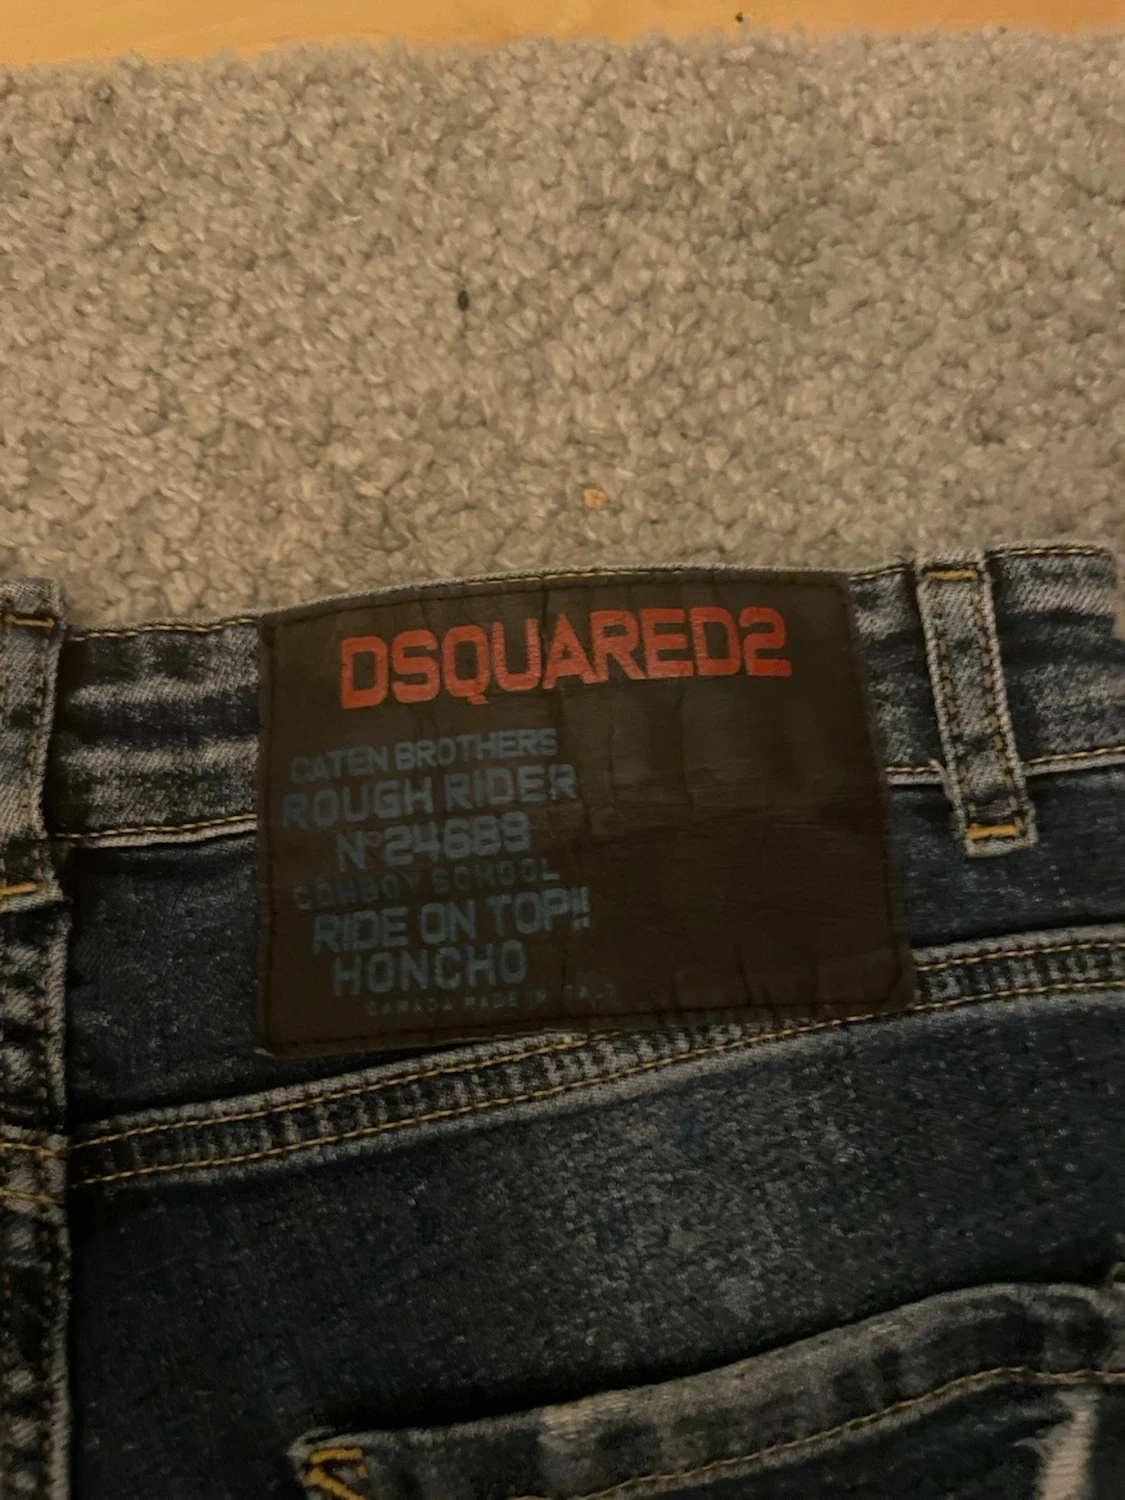 DSQUARED2
CATEN BROTHERS
ROUGH RIDER
N°24689
COWBOY SCHOOL
RIDE ON TOP!!
HONCHO
CANADA MADE IN ITALY